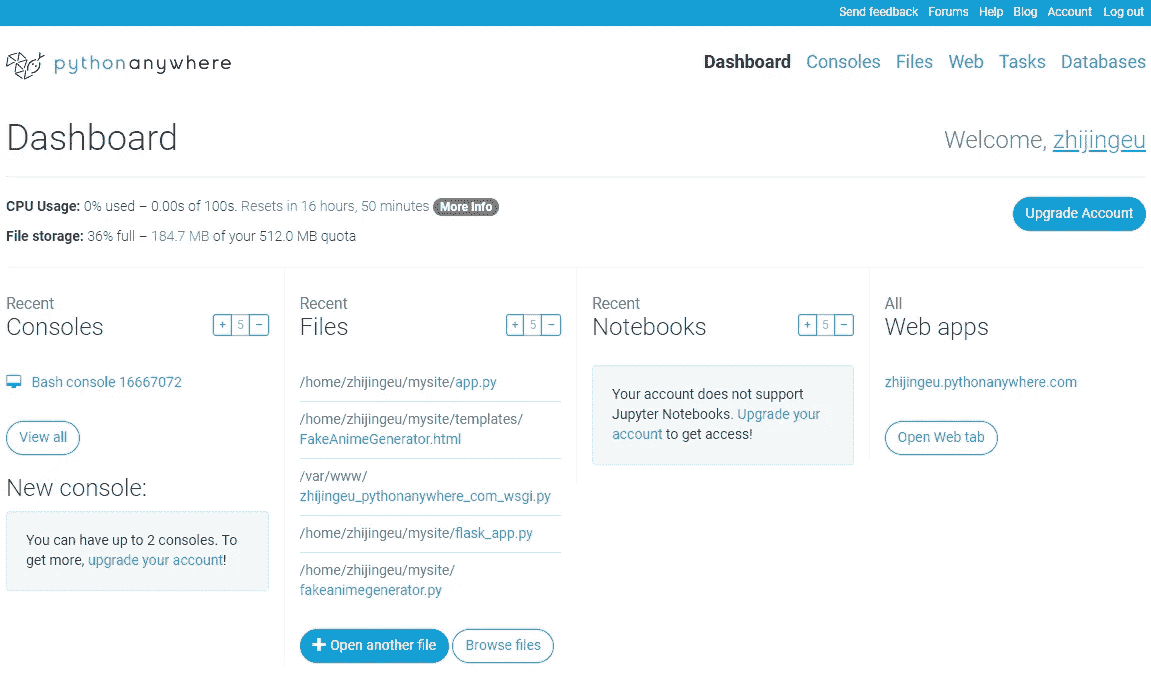 Send feedback Forums Help Blog Account Log out
pythonanywhere
Dashboard Consoles Files Web Tasks Databases
Dashboard
Welcome, zhijingeu
CPU Usage: 0% used – 0.00s of 100s. Resets in 16 hours, 50 minutes More Info
Upgrade Account
File storage: 36% full – 184.7 MB of your 512.0 MB quota
Recent
Consoles
+ 5 −
Bash console 16667072
View all
New console:
You can have up to 2 consoles. To
get more, upgrade your account!
Recent
Files
+ 5 −
/home/zhijingeu/mysite/app.py
/home/zhijingeu/mysite/templates/
FakeAnimeGenerator.html
/var/www/
zhijingeu_pythonanywhere_com_wsgi.py
/home/zhijingeu/mysite/flask_app.py
/home/zhijingeu/mysite/
fakeanimegenerator.py
+ Open another file
Browse files
Recent
Notebooks
+ 5 −
Your account does not support
Jupyter Notebooks. Upgrade your
account to get access!
All
Web apps
zhijingeu.pythonanywhere.com
Open Web tab